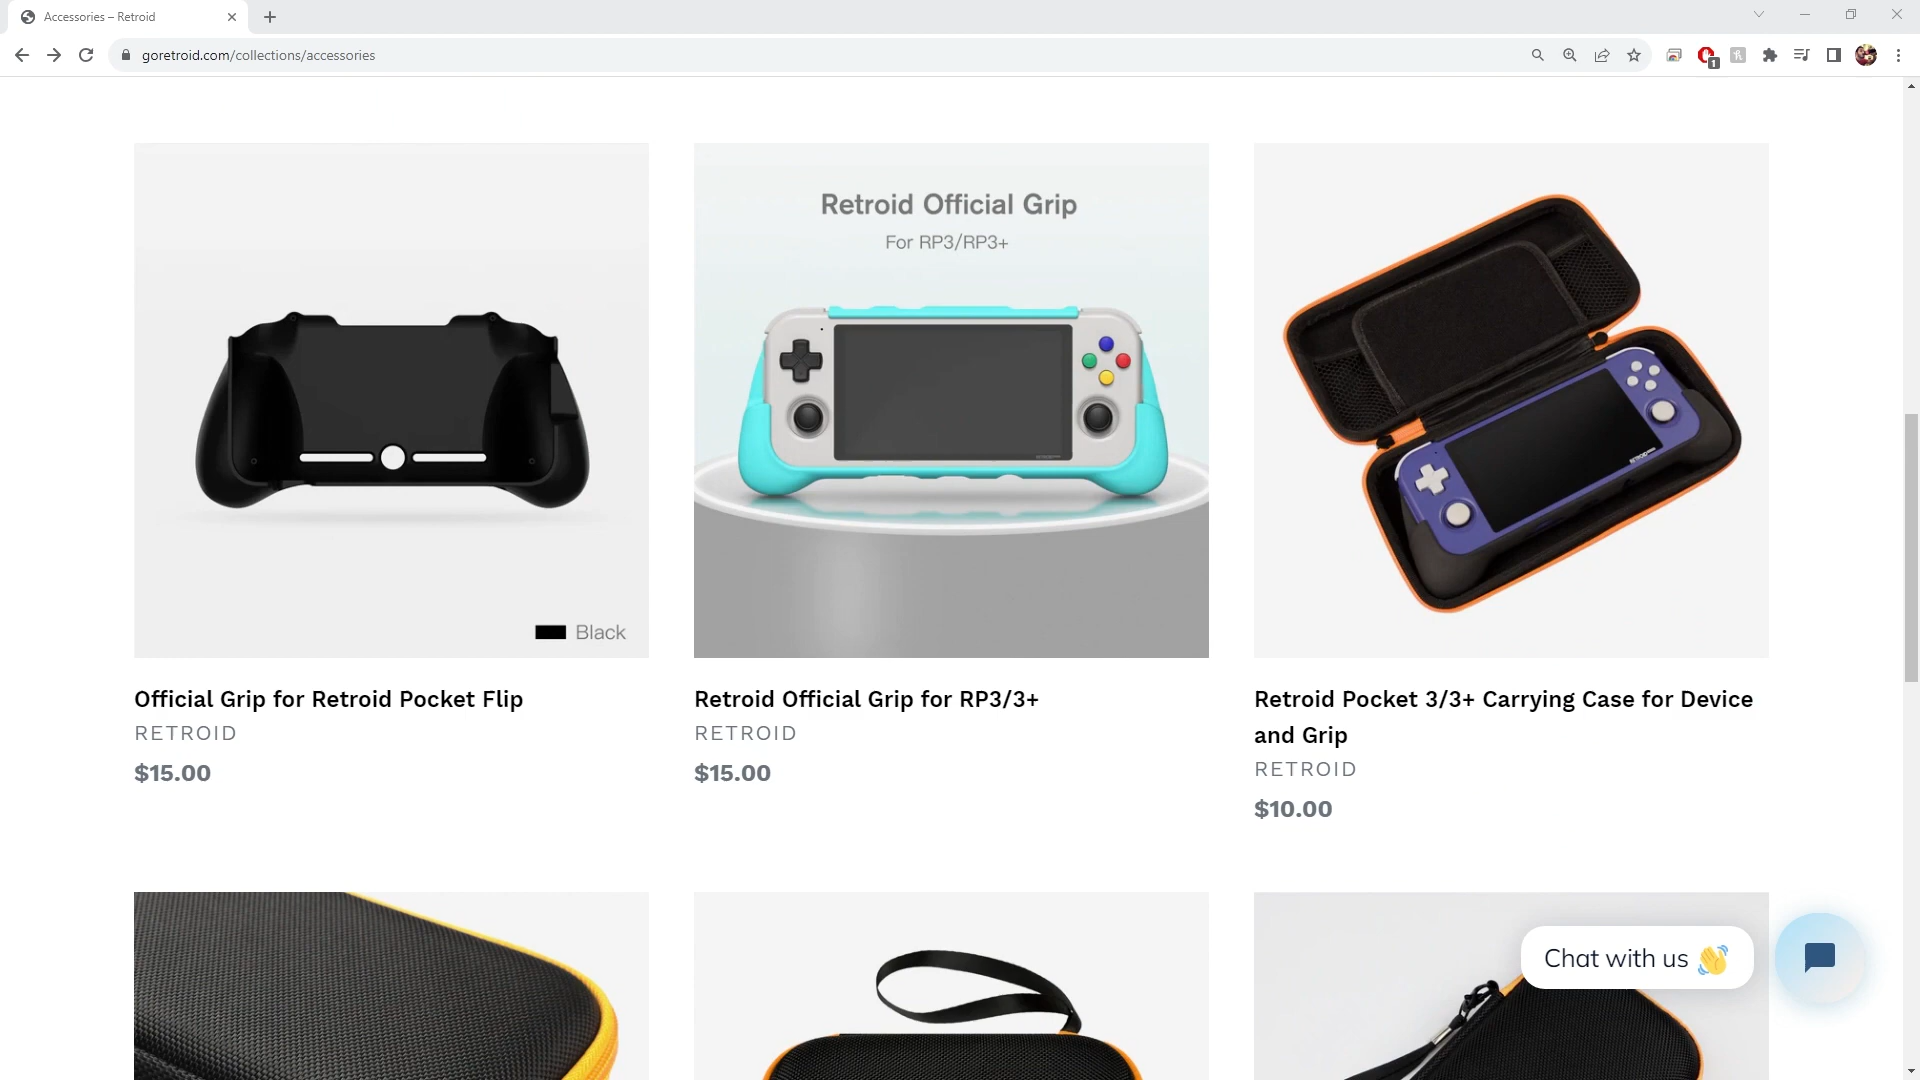 Accessories – Retroid
goretroid.com/collections/accessories
1
Retroid Official Grip
For RP3/RP3+
Black
Official Grip for Retroid Pocket Flip
RETROID
$15.00
Retroid Official Grip for RP3/3+
RETROID
$15.00
Retroid Pocket 3/3+ Carrying Case for Device
and Grip
RETROID
$10.00
Chat with us 👋